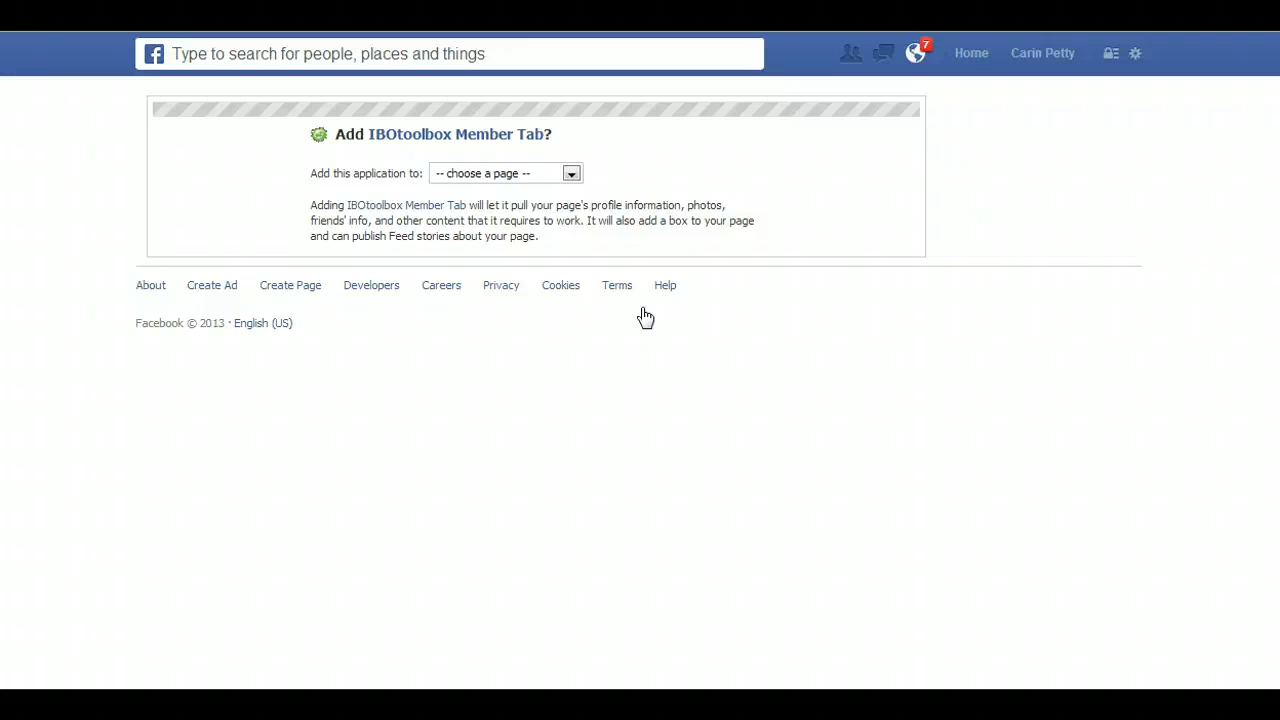 Type to search for people, places and things
7
Home
Carin Petty
Add IBOtoolbox Member Tab?
Add this application to: -- choose a page --
Adding IBOtoolbox Member Tab will let it pull your page's profile information, photos,
friends' info, and other content that it requires to work. It will also add a box to your page
and can publish Feed stories about your page.
About Create Ad Create Page Developers Careers Privacy Cookies Terms Help
Facebook © 2013 · English (US)